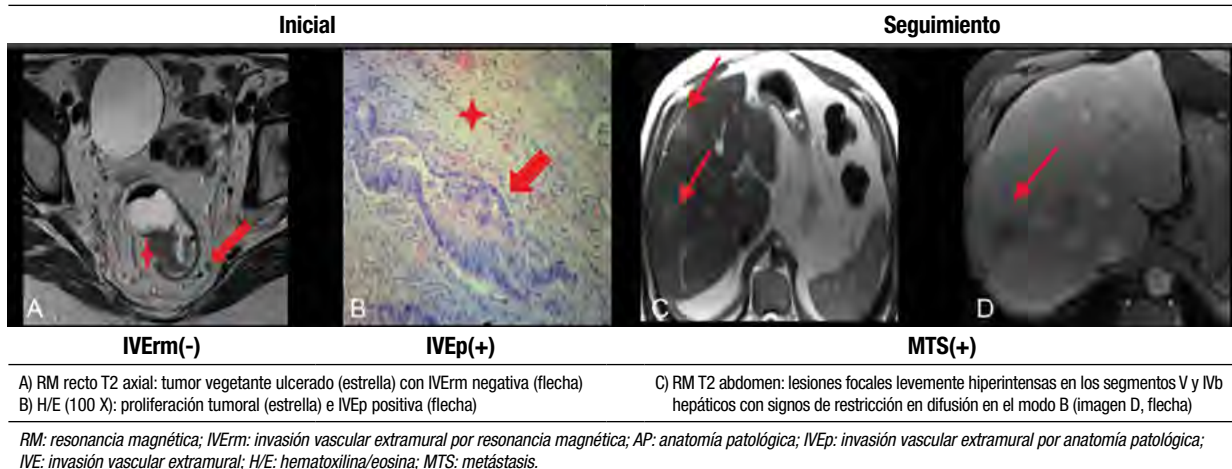 Inicial
Seguimiento
A
B
C
D
IVErm(-)
IVEp(+)
MTS(+)
A) RM recto T2 axial: tumor vegetante ulcerado (estrella) con IVErm negativa (flecha)
B) H/E (100 X): proliferación tumoral (estrella) e IVEp positiva (flecha)
C) RM T2 abdomen: lesiones focales levemente hiperintensas en los segmentos V y IVb
hepáticos con signos de restricción en difusión en el modo B (imagen D, flecha)
RM: resonancia magnética; IVErm: invasión vascular extramural por resonancia magnética; AP: anatomía patológica; IVEp: invasión vascular extramural por anatomía patológica;
IVE: invasión vascular extramural; H/E: hematoxilina/eosina; MTS: metástasis.